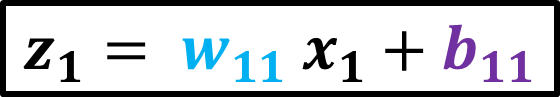 z₁ = w₁₁ x₁ + b₁₁